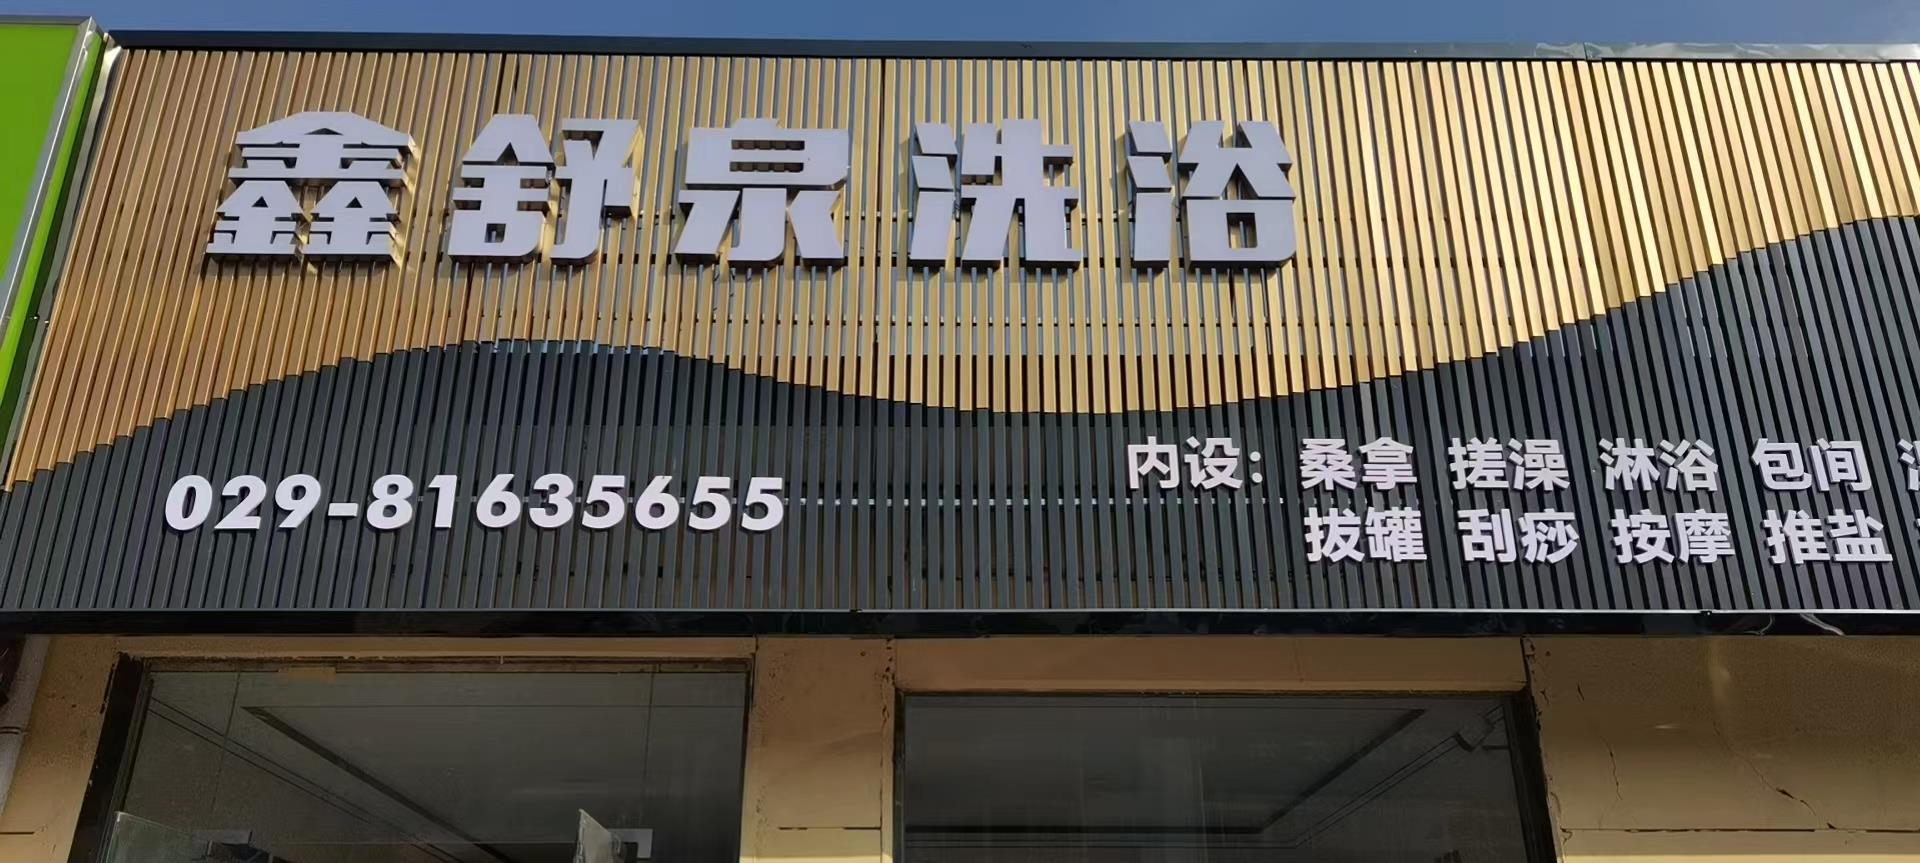 鑫舒泉洗浴
029-81635655
内设：桑拿 搓澡 淋浴 包间
拔罐 刮痧 按摩 推盐